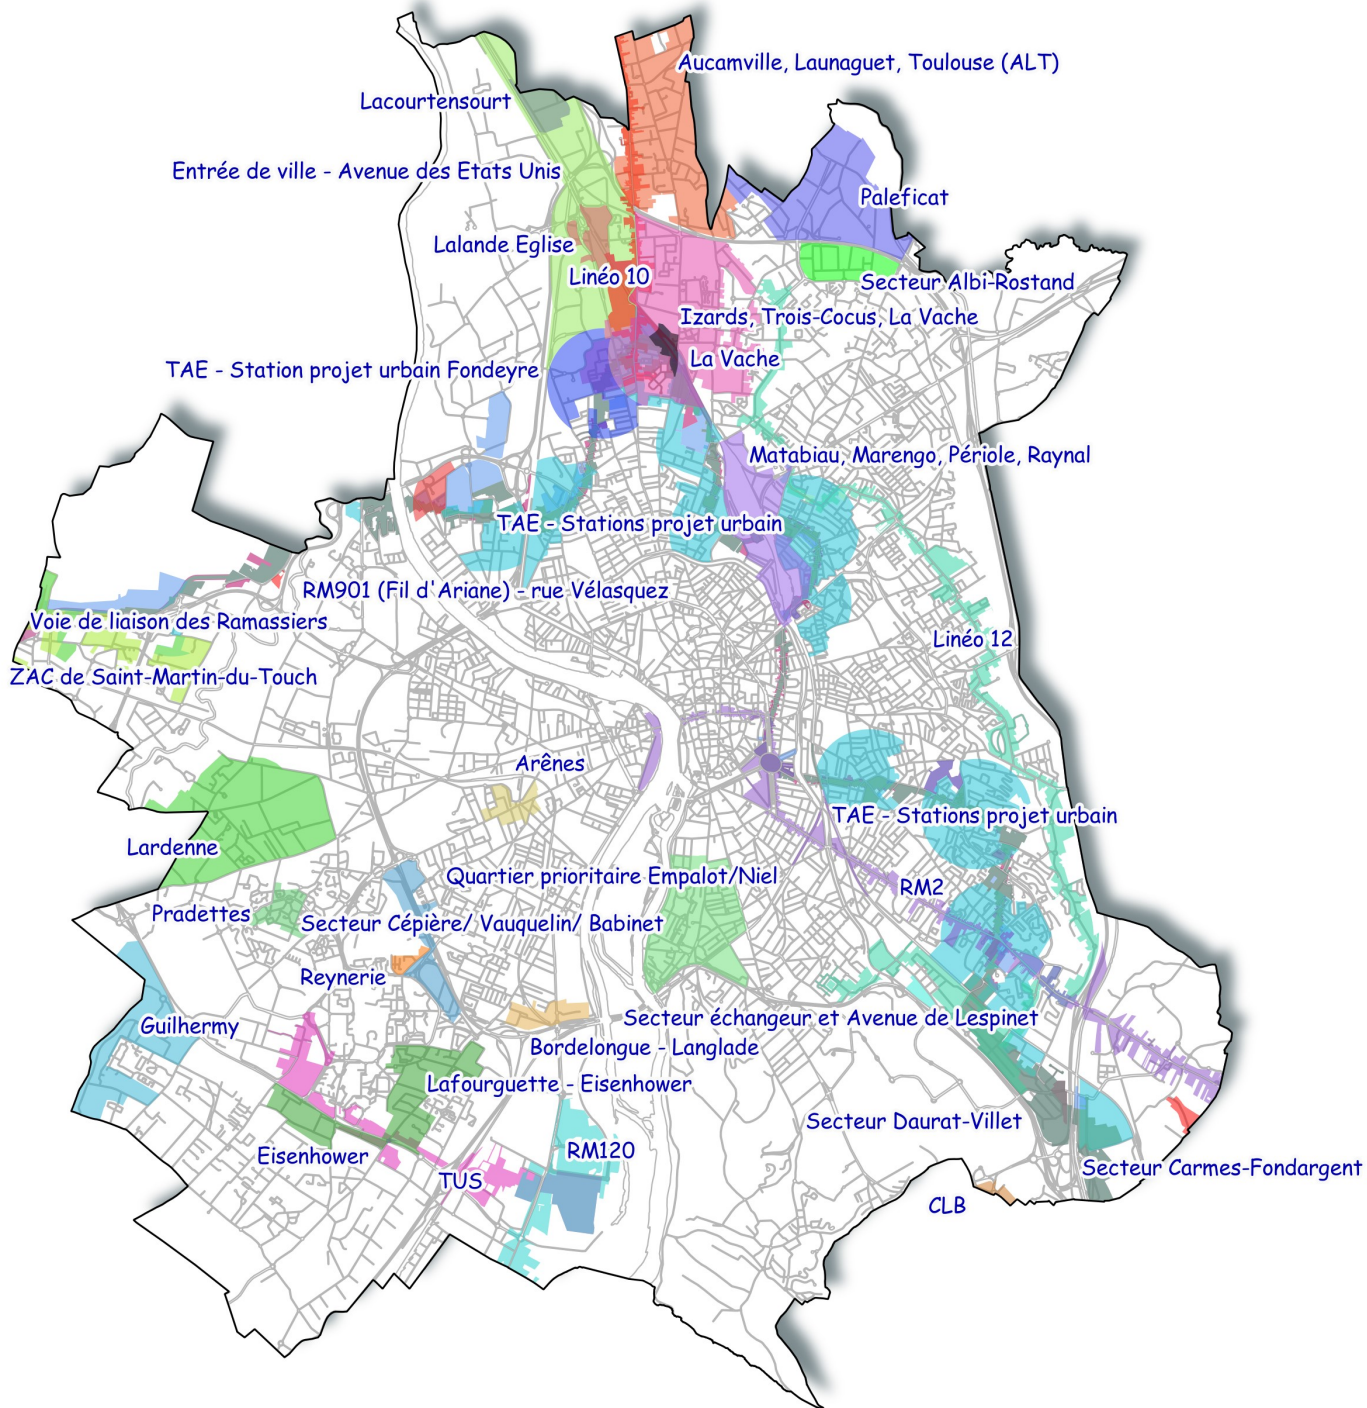 Aucamville, Launaguet, Toulouse (ALT)
Lacourtensourt
Entrée de ville - Avenue des Etats Unis
Paleficat
Lalande Eglise
Linéo 10
Secteur Albi-Rostand
Izards, Trois-Cocus, La Vache
La Vache
TAE - Station projet urbain Fondeyre
Matabiau, Marengo, Périole, Raynal
TAE - Stations projet urbain
RM901 (Fil d'Ariane) - rue Vélasquez
Voie de liaison des Ramassiers
Linéo 12
ZAC de Saint-Martin-du-Touch
Arênes
TAE - Stations projet urbain
Lardenne
Quartier prioritaire Empalot/Niel
RM2
Pradettes
Secteur Cépière/ Vauquelin/ Babinet
Reynerie
Secteur échangeur et Avenue de Lespinet
Guilhermy
Bordelongue - Langlade
Lafourguette - Eisenhower
Secteur Daurat-Villet
RM120
Eisenhower
Secteur Carmes-Fondargent
TUS
CLB